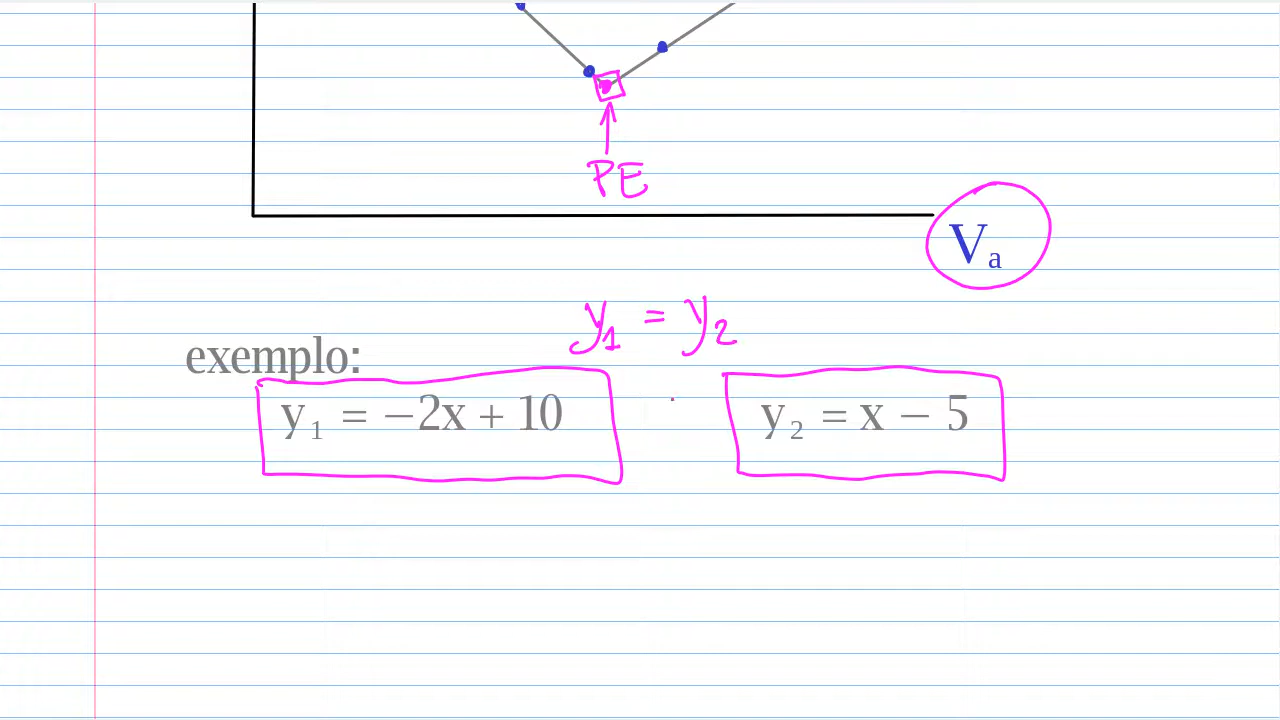 PE
Vₐ
y₁ = y₂
exemplo:
y₁ = −2x + 10 y₂ = x − 5